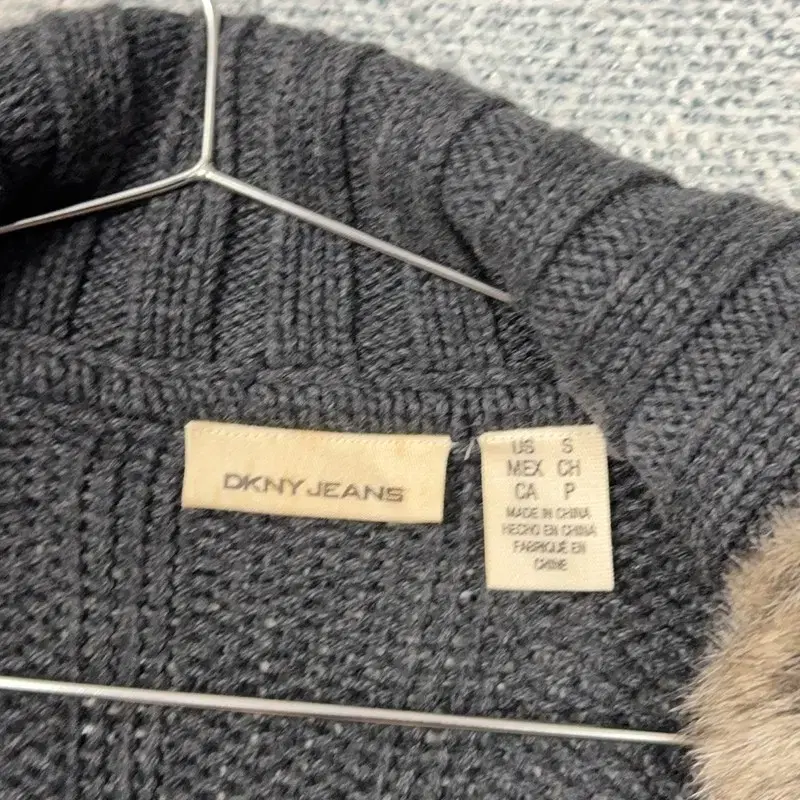 DKNY JEANS
US S
MEX CH
CA P
MADE IN CHINA
HECHO EN CHINA
FABRIQUE EN
CHINE